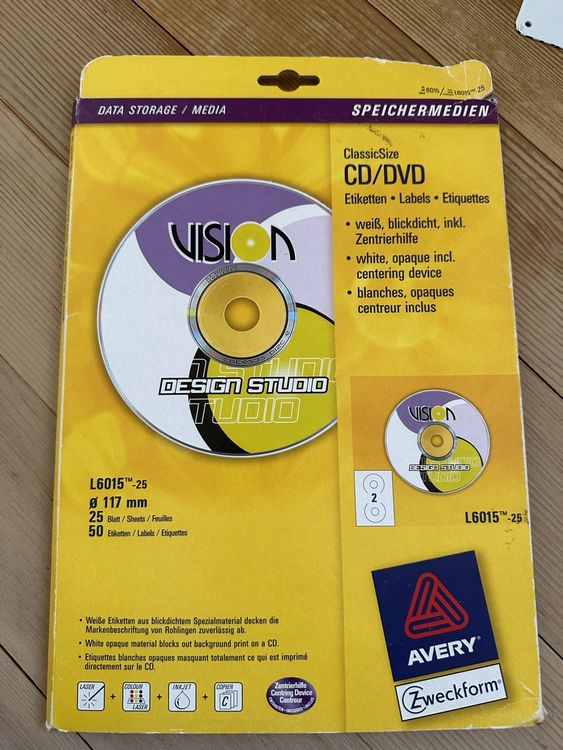 6015/L6015™-25
DATA STORAGE / MEDIA
SPEICHERMEDIEN
ClassicSize
CD/DVD
Etiketten • Labels • Etiquettes
• weiß, blickdicht, inkl.
Zentrierhilfe
• white, opaque incl.
centering device
• blanches, opaques
centreur inclus
VISION
DESIGN STUDIO
TUDIO
VISION
DESIGN STUDIO
2
L6015™-25
L6015™-25
ø 117 mm
25 Blatt / Sheets / Feuilles
50 Etiketten / Labels / Etiquettes
• Weiße Etiketten aus blickdichtem Spezialmaterial decken die
Markenbeschriftung von Rohlingen zuverlässig ab.
• White opaque material blocks out background print on a CD.
• Etiquettes blanches opaques masquant totalement ce qui est imprimé
directement sur le CD.
AVERY
Zweckform®
LASER
+
COLOUR
LASER
+
INKJET
+
COPIER
C
Zentrierhilfe
Centring Device
Centreur